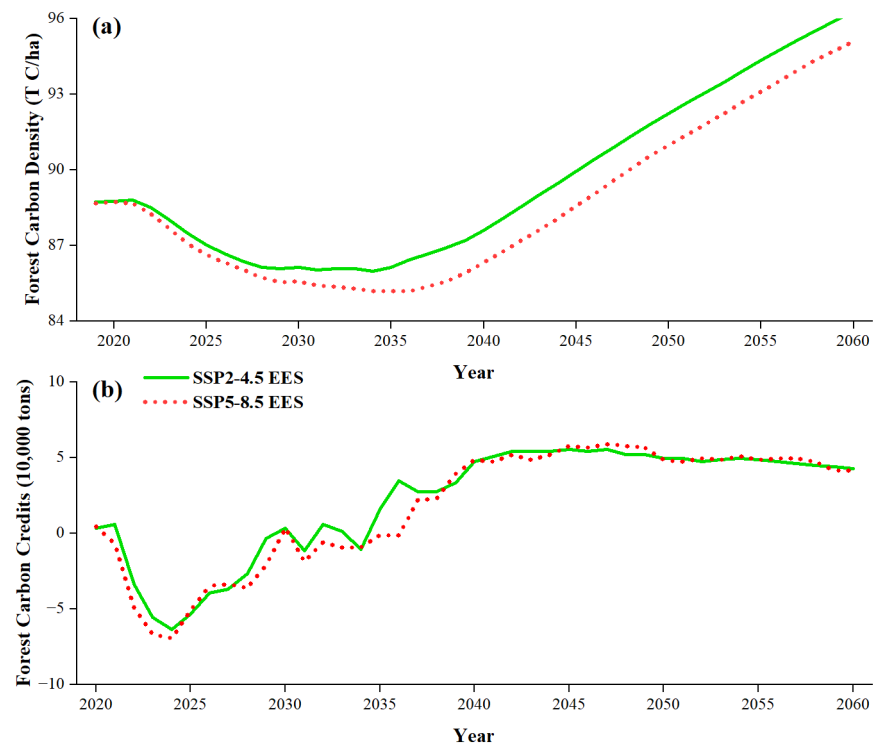 (a)
Forest Carbon Density (T C/ha)
96
93
90
87
84
2020 2025 2030 2035 2040 2045 2050 2055 2060
Year
(b)
SSP2-4.5 EES
SSP5-8.5 EES
Forest Carbon Credits (10,000 tons)
10
5
0
−5
−10
2020 2025 2030 2035 2040 2045 2050 2055 2060
Year